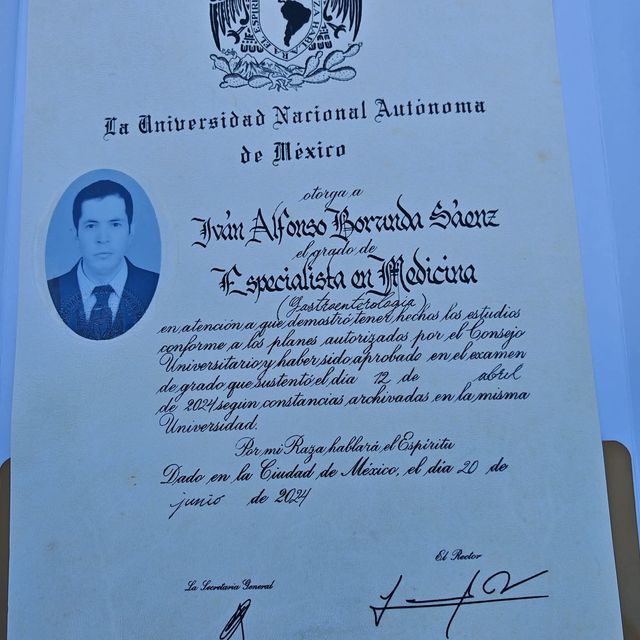 La Universidad Nacional Autónoma
de México
otorga a
Iván Alfonso Borunda Sáenz
el grado de
Especialista en Medicina
(Gastroenterología)
en atención a que demostró tener hechos los estudios
conforme a los planes autorizados por el Consejo
Universitario y haber sido aprobado en el examen
de grado que sustentó el día 12 de abril
de 2024 según constancias archivadas en la misma
Universidad.
Por mi Raza hablará el Espíritu
Dado en la Ciudad de México, el día 20 de
junio de 2024
El Rector
La Secretaria General